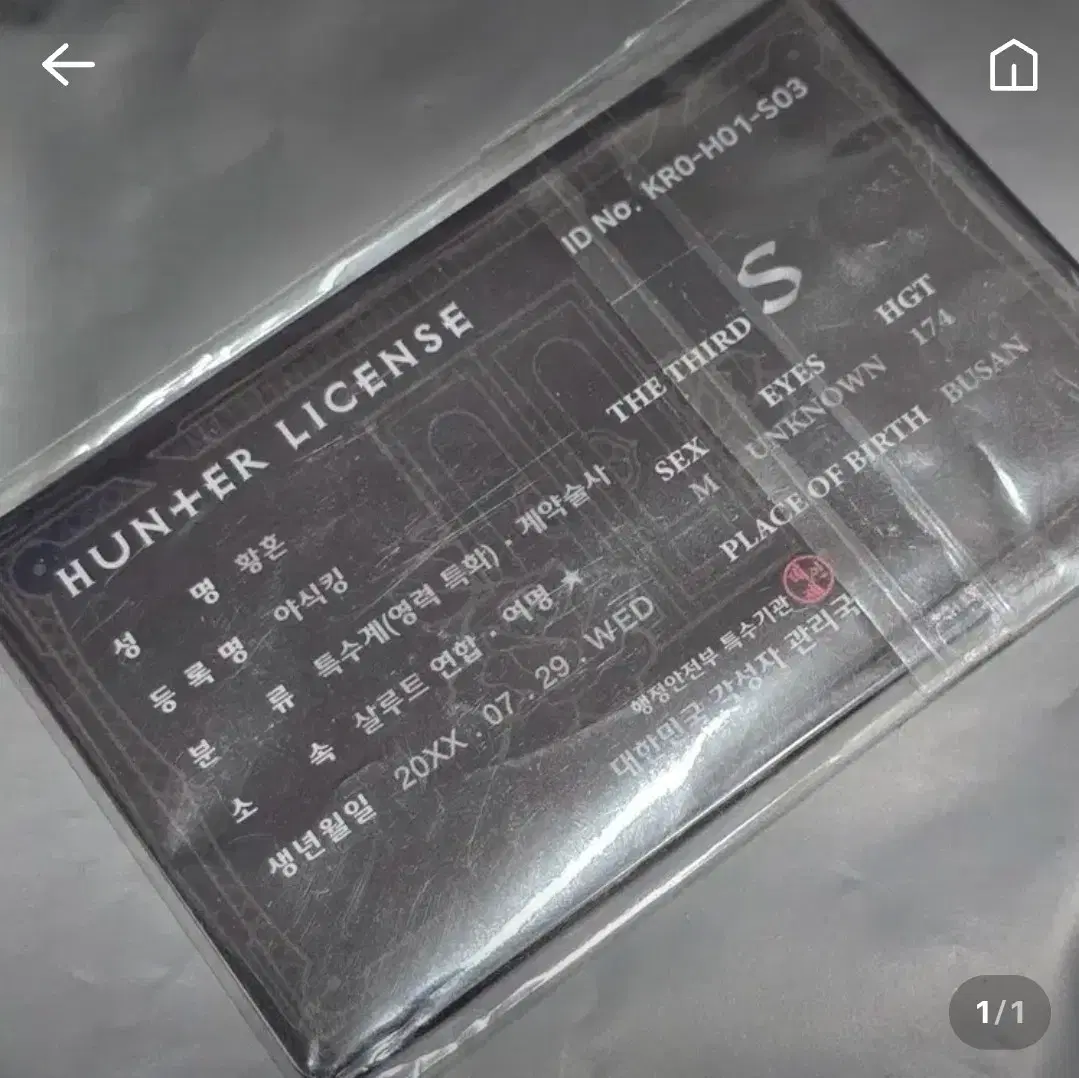 ID No. KR0-H01-S03
HUNTER LICENSE
THE THIRD S
성 명 황혼
등록명 야식킹
분 류 특수계(영력 특화) · 계약술사
소 속 살루트 연합 · 여명
생년월일 20XX . 07 . 29 . WED
SEX EYES HGT
M UNKNOWN 174
PLACE OF BIRTH BUSAN
행정안전부 특수기관
대한민국 각성자 관리국
1/1